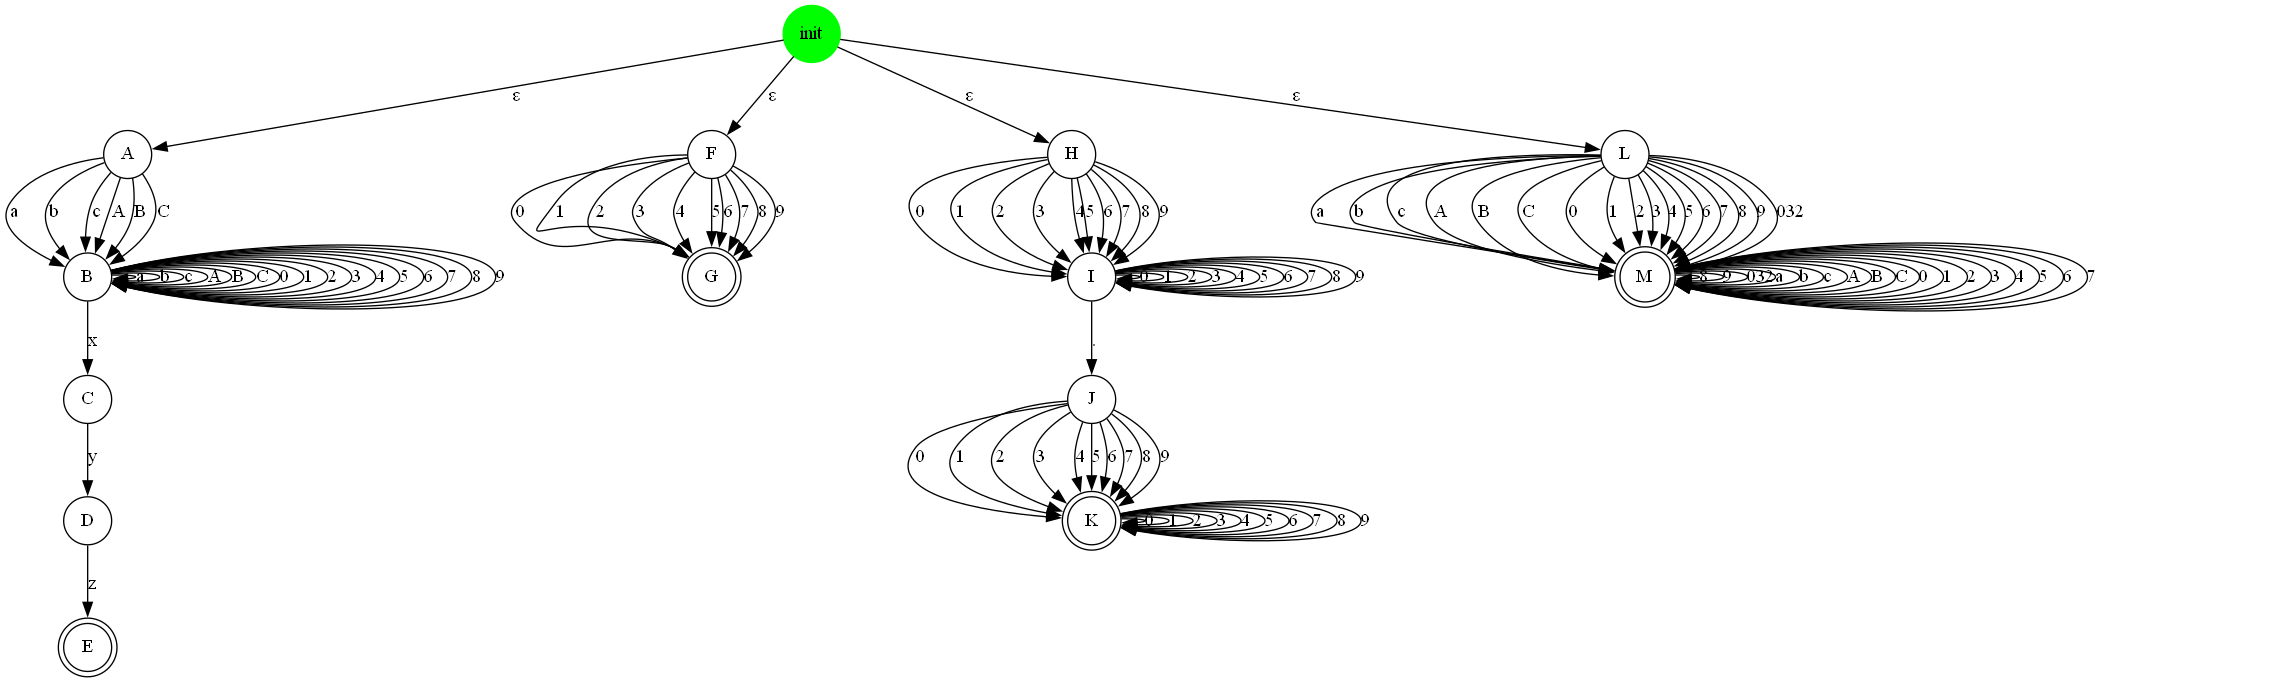 init
ε ε ε ε
A F H L
a b c A B C 0 1 2 3 4 5 6 7 8 9 0 1 2 3 4 5 6 7 8 9 a b c A B C 0 1 2 3 4 5 6 7 8 9 032
B a b c A B C 0 1 2 3 4 5 6 7 8 9 G I 0 1 2 3 4 5 6 7 8 9 M 8 9 032 a b c A B C 0 1 2 3 4 5 6 7
x .
C J
y 0 1 2 3 4 5 6 7 8 9
D K 0 1 2 3 4 5 6 7 8 9
z
E